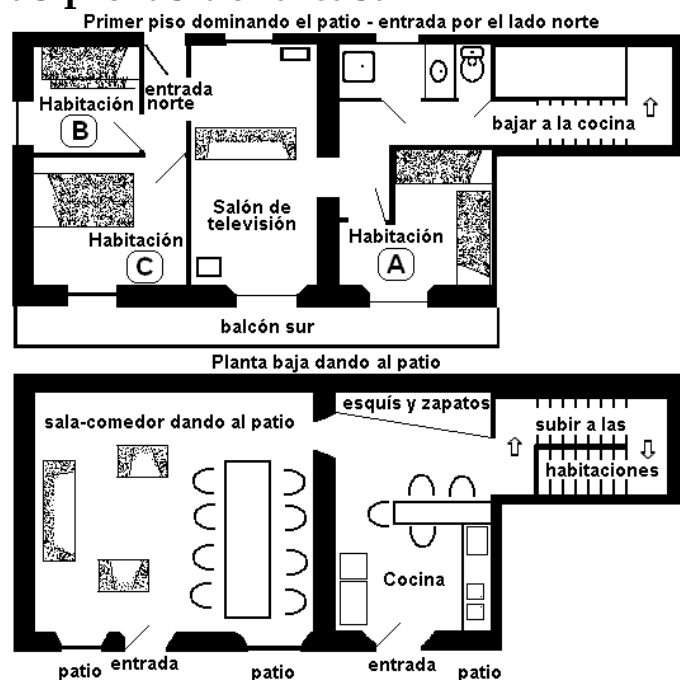 Primer piso dominando el patio - entrada por el lado norte
entrada
norte
Habitación
B
bajar a la cocina
Salón de
televisión
Habitación
C
Habitación
A
balcón sur
Planta baja dando al patio
esquís y zapatos
sala-comedor dando al patio
subir a las
habitaciones
Cocina
patio
entrada
patio
entrada
patio